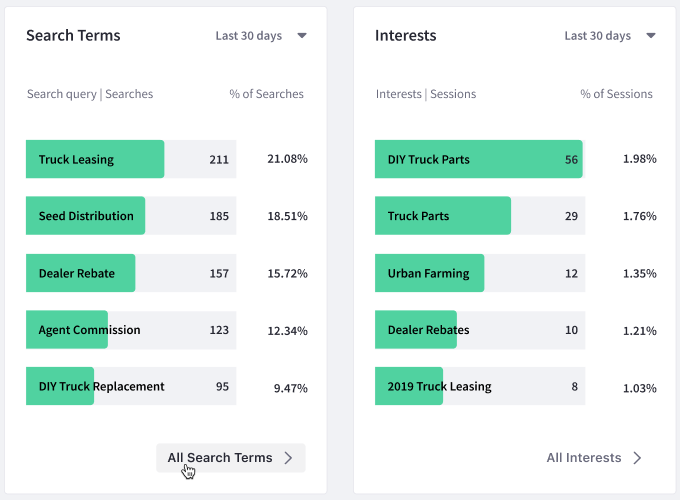 Search Terms
Last 30 days
Search query | Searches
% of Searches
Truck Leasing 211 21.08%
Seed Distribution 185 18.51%
Dealer Rebate 157 15.72%
Agent Commission 123 12.34%
DIY Truck Replacement 95 9.47%
All Search Terms
Interests
Last 30 days
Interests | Sessions
% of Sessions
DIY Truck Parts 56 1.98%
Truck Parts 29 1.76%
Urban Farming 12 1.35%
Dealer Rebates 10 1.21%
2019 Truck Leasing 8 1.03%
All Interests